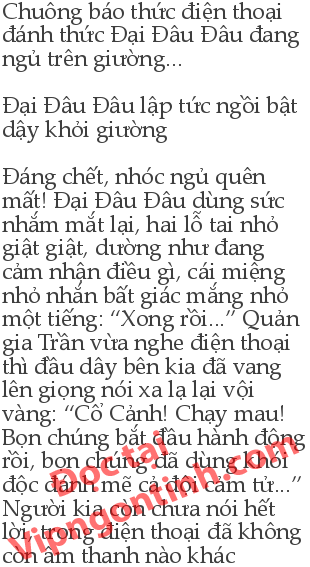 Chuông báo thức điện thoại
đánh thức Đại Đâu Đâu đang
ngủ trên giường...
Đại Đâu Đâu lập tức ngồi bật
dậy khỏi giường
Đáng chết, nhóc ngủ quên
mất! Đại Đâu Đâu dùng sức
nhắm mắt lại, hai lỗ tai nhỏ
giật giật, dường như đang
cảm nhận điều gì, cái miệng
nhỏ nhắn bất giác mắng nhỏ
một tiếng: “Xong rồi...” Quản
gia Trần vừa nghe điện thoại
thì đầu dây bên kia đã vang
lên giọng nói xa lạ lại vội
vàng: “Cố Cảnh! Chạy mau!
Bọn chúng bắt đầu hành động
rồi, bọn chúng đã dùng khói
độc đánh mê cả đội cảm tử...”
Người kia còn chưa nói hết
lời, trong điện thoại đã không
còn âm thanh nào khác
Đọc tại
Vipngontinh.com